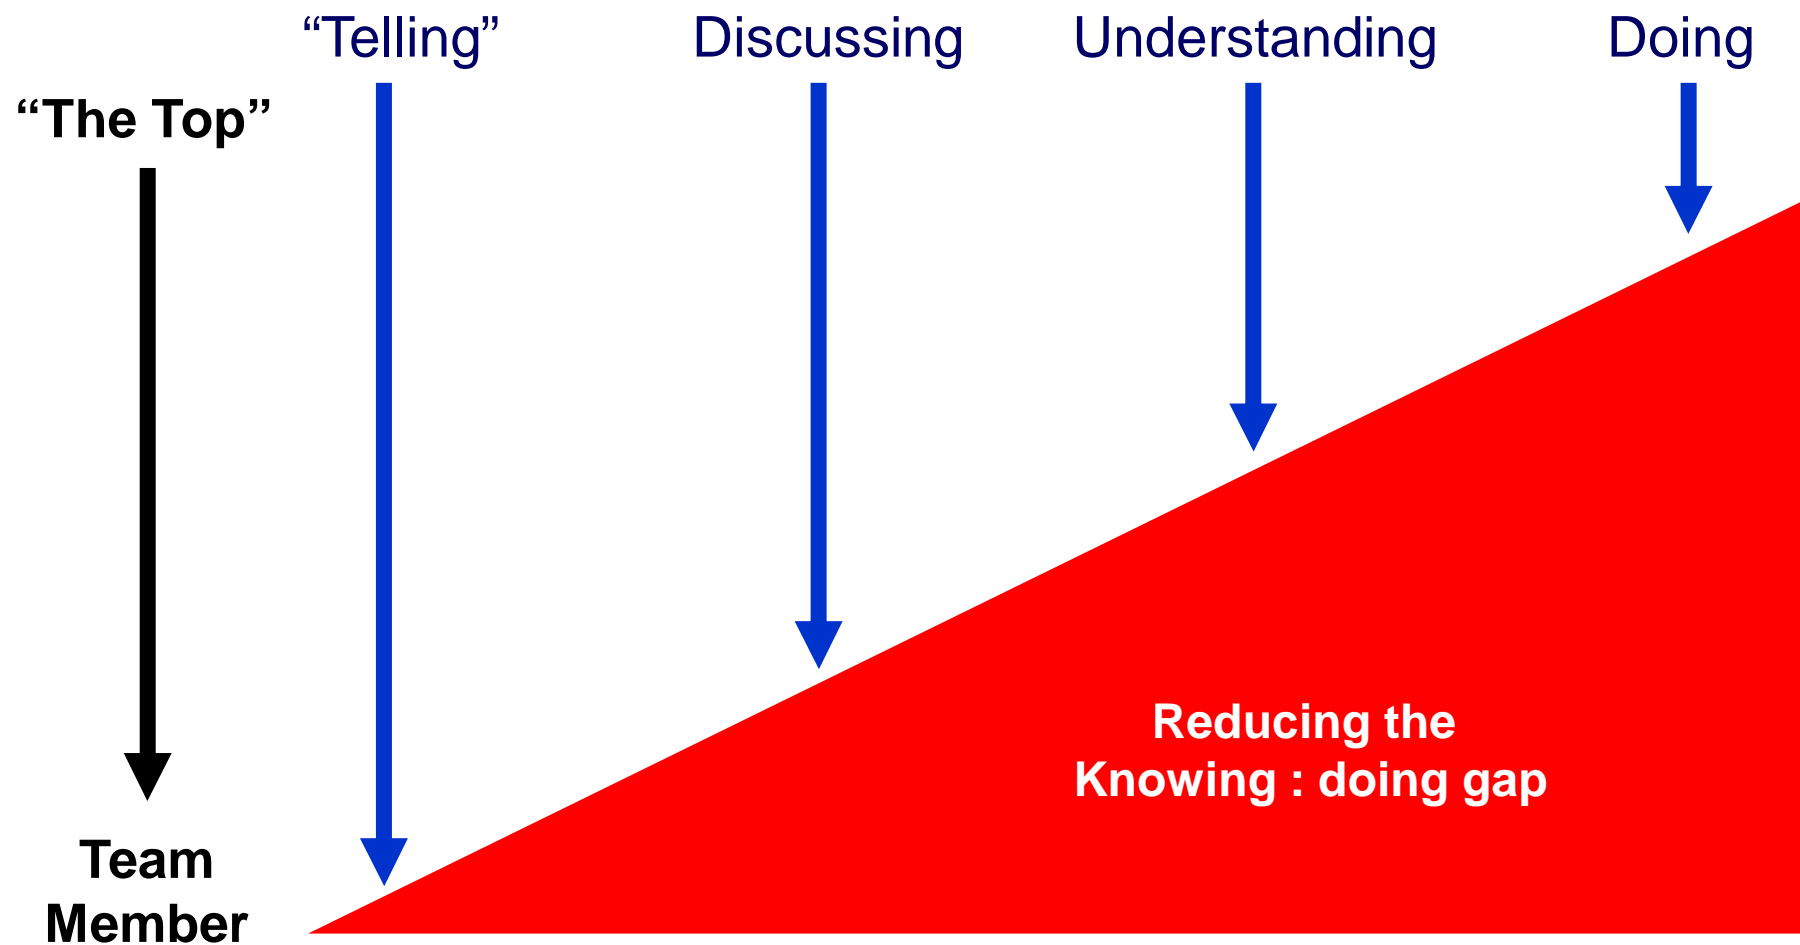 “Telling” Discussing Understanding Doing
“The Top”
Reducing the
Knowing : doing gap
Team
Member